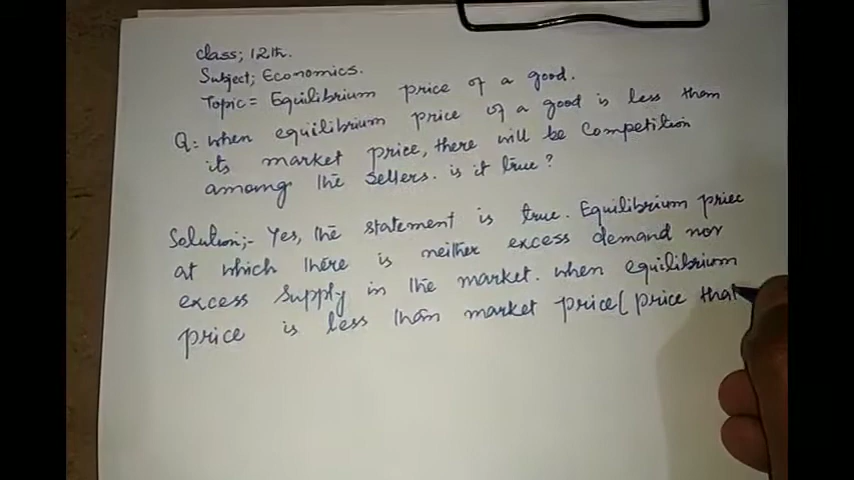 class; 12th.
Subject; Economics.
Topic = Equilibrium price of a good.
Q: when equilibrium price of a good is less them
its market price, there will be competition
among the sellers. is it true?
Solution;- Yes, the statement is true. Equilibrium priec
at which there is neither excess demand nor
excess supply in the market. when equilibrium
price is less than market price( price that